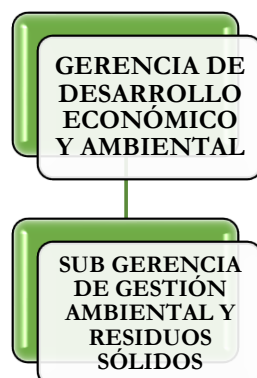 GERENCIA DE
DESARROLLO
ECONÓMICO
Y AMBIENTAL
SUB GERENCIA
DE GESTIÓN
AMBIENTAL Y
RESIDUOS
SÓLIDOS